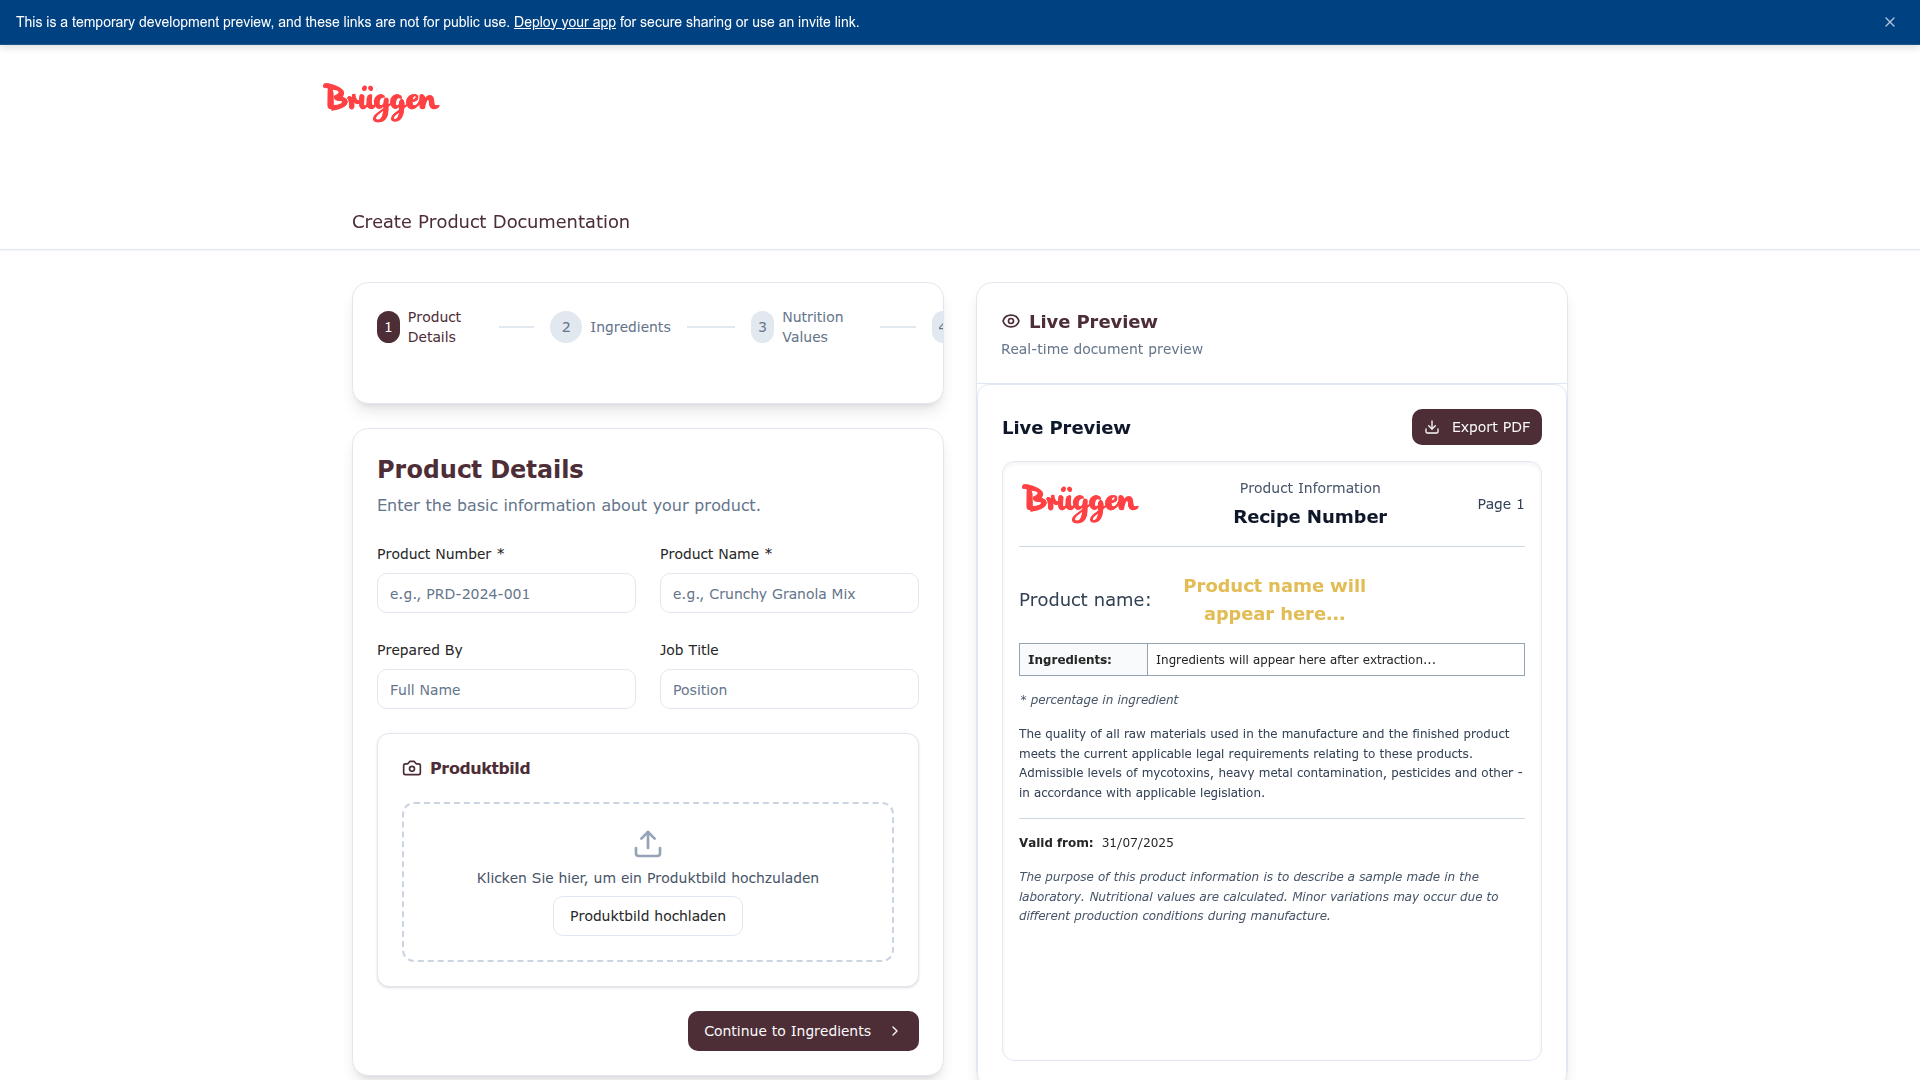 This is a temporary development preview, and these links are not for public use. Deploy your app for secure sharing or use an invite link.
Brüggen
Create Product Documentation
1
Product
Details
2
Ingredients
3
Nutrition
Values
4
Product Details
Enter the basic information about your product.
Product Number *
Product Name *
e.g., PRD-2024-001
e.g., Crunchy Granola Mix
Prepared By
Job Title
Full Name
Position
Produktbild
Klicken Sie hier, um ein Produktbild hochzuladen
Produktbild hochladen
Continue to Ingredients
Live Preview
Real-time document preview
Live Preview
Export PDF
Brüggen
Product Information
Recipe Number
Page 1
Product name:
Product name will
appear here...
Ingredients:
Ingredients will appear here after extraction...
* percentage in ingredient
The quality of all raw materials used in the manufacture and the finished product
meets the current applicable legal requirements relating to these products.
Admissible levels of mycotoxins, heavy metal contamination, pesticides and other -
in accordance with applicable legislation.
Valid from: 31/07/2025
The purpose of this product information is to describe a sample made in the
laboratory. Nutritional values are calculated. Minor variations may occur due to
different production conditions during manufacture.